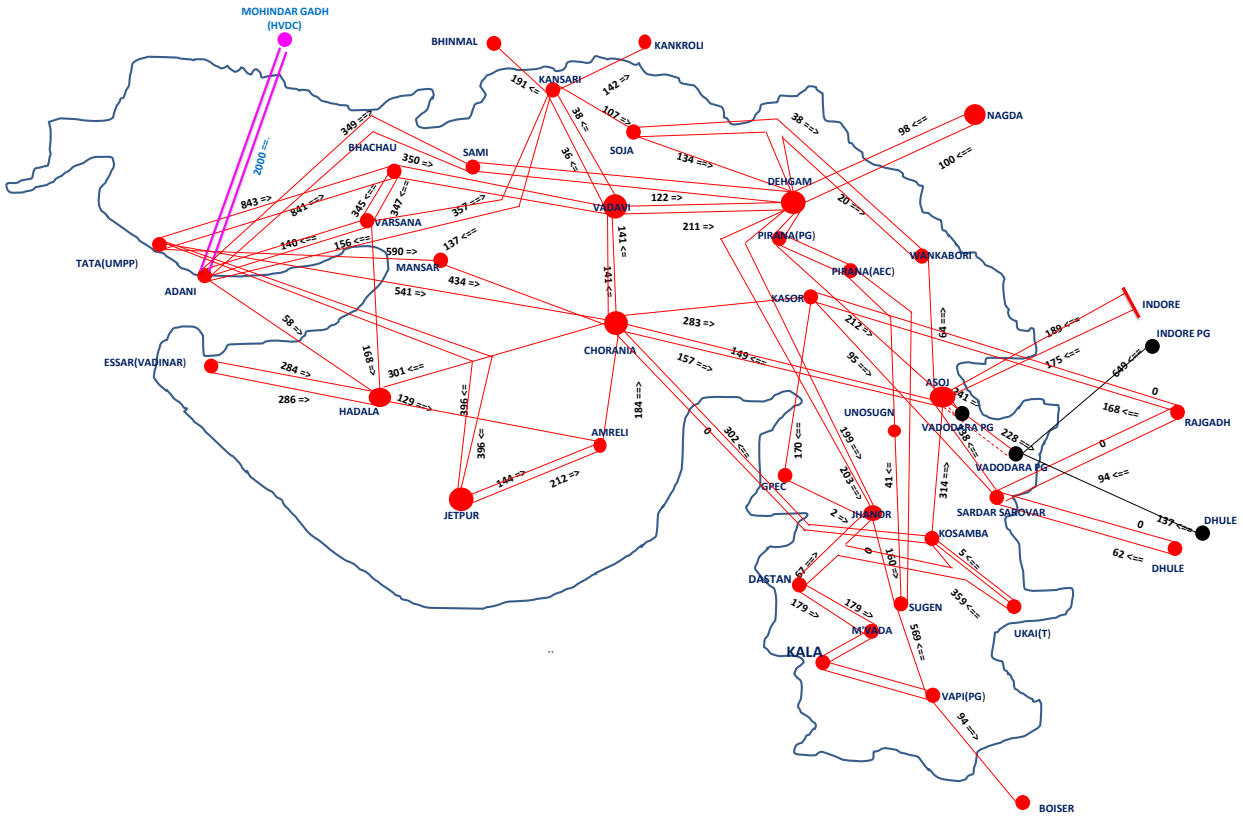 MOHINDAR GADH
(HVDC)
BHINMAL
KANKROLI
KANSARI
191 <=
142 =>
2000 ==.
349 ==>
38 <=
107 =>
38 ==>
98 <==
NAGDA
BHACHAU
SAMI
SOJA
350 =>
36 <=
134 ==>
100 <==
DEHGAM
843 =>
841 ==>
345 <==
347 <==
357 ==>
VADAVI
122 =>
20 ==>
VARSANA
211 =>
PIRANA(PG)
140 <==
156 <==
590 =>
137 <==
141 <=
WANKABORI
TATA(UMPP)
MANSAR
PIRANA(AEC)
434 =>
141 <=
ADANI
541 =>
KASOR
INDORE
58 =>
283 =>
212 =>
64 ==>
189 <==
INDORE PG
CHORANIA
149 <==
157 ==>
95 ==>
175 <==
649 <==
ESSAR(VADINAR)
168 =>
284 =>
301 <==
ASOJ
286 =>
129 ==>
396 <=
184 ==>
241 =>
0
HADALA
UNOSUGN
VADODARA PG
168 <==
RAJGADH
AMRELI
396 <=
0
302 <==
170 <==
199 ==>
38 <=
228 ==>
0
VADODARA PG
144 =>
212 =>
203 ==>
41 <=
314 ==>
94 <==
GPEC
JETPUR
2 =>
JHANOR
SARDAR SAROVAR
0
137 <==
DHULE
KOSAMBA
62 <==
DHULE
67 ==>
0
160 =>
5 <==
DASTAN
179 =>
179 =>
SUGEN
359 <==
M'VADA
569 <==
UKAI(T)
KALA
``
VAPI(PG)
94 ==>
BOISER